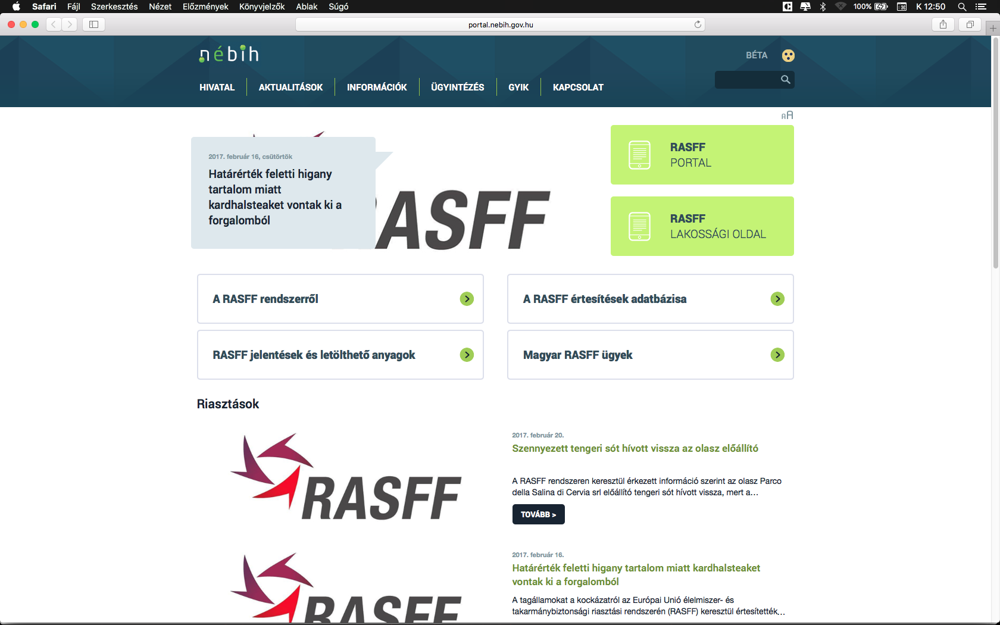 Safari Fájl Szerkesztés Nézet Előzmények Könyvjelzők Ablak Súgó 100% K 12:50
portal.nebih.gov.hu
nébih
BÉTA
HIVATAL AKTUALITÁSOK INFORMÁCIÓK ÜGYINTÉZÉS GYIK KAPCSOLAT
AA
2017. február 16, csütörtök
Határérték feletti higany
tartalom miatt
kardhalsteaket vontak ki a
forgalomból
RASFF
RASFF
PORTAL
RASFF
LAKOSSÁGI OLDAL
A RASFF rendszerről
A RASFF értesítések adatbázisa
RASFF jelentések és letölthető anyagok
Magyar RASFF ügyek
Riasztások
RASFF
2017. február 20.
Szennyezett tengeri sót hívott vissza az olasz előállító
A RASFF rendszeren keresztül érkezett információ szerint az olasz Parco
della Salina di Cervia srl előállító tengeri sót hívott vissza, mert a...
TOVÁBB >
RASFF
2017. február 16.
Határérték feletti higany tartalom miatt kardhalsteaket
vontak ki a forgalomból
A tagállamokat a kockázatról az Európai Unió élelmiszer- és
takarmánybiztonsági riasztási rendszerén (RASFF) keresztül értesítették...